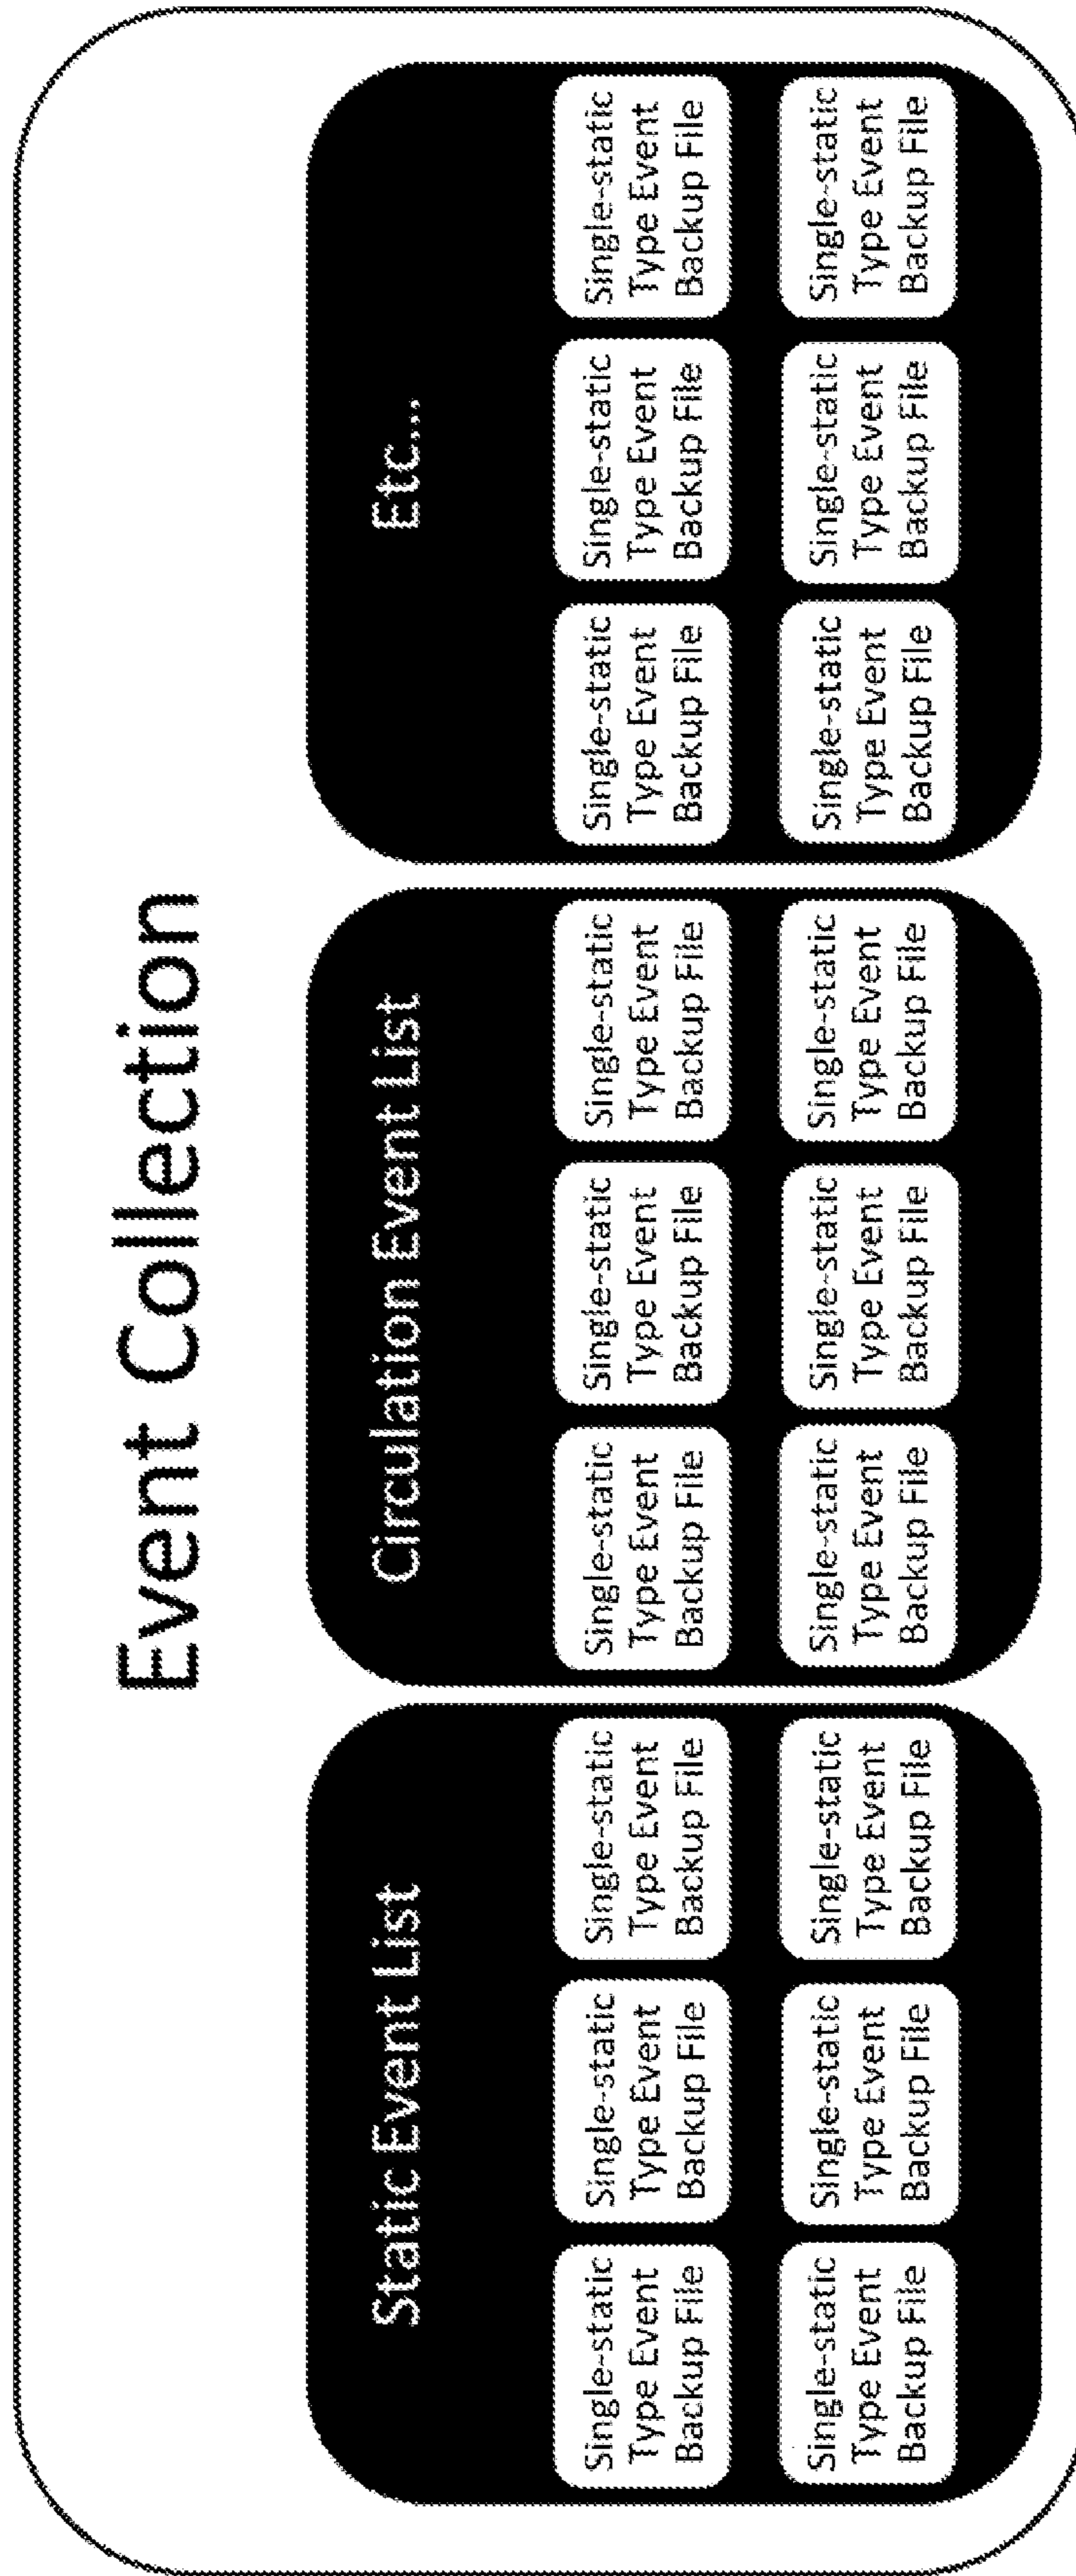 Event Collection
Static Event List
Single-static
Type Event
Backup File
Single-static
Type Event
Backup File
Single-static
Type Event
Backup File
Single-static
Type Event
Backup File
Single-static
Type Event
Backup File
Single-static
Type Event
Backup File
Circulation Event List
Single-static
Type Event
Backup File
Single-static
Type Event
Backup File
Single-static
Type Event
Backup File
Single-static
Type Event
Backup File
Single-static
Type Event
Backup File
Single-static
Type Event
Backup File
Etc...
Single-static
Type Event
Backup File
Single-static
Type Event
Backup File
Single-static
Type Event
Backup File
Single-static
Type Event
Backup File
Single-static
Type Event
Backup File
Single-static
Type Event
Backup File